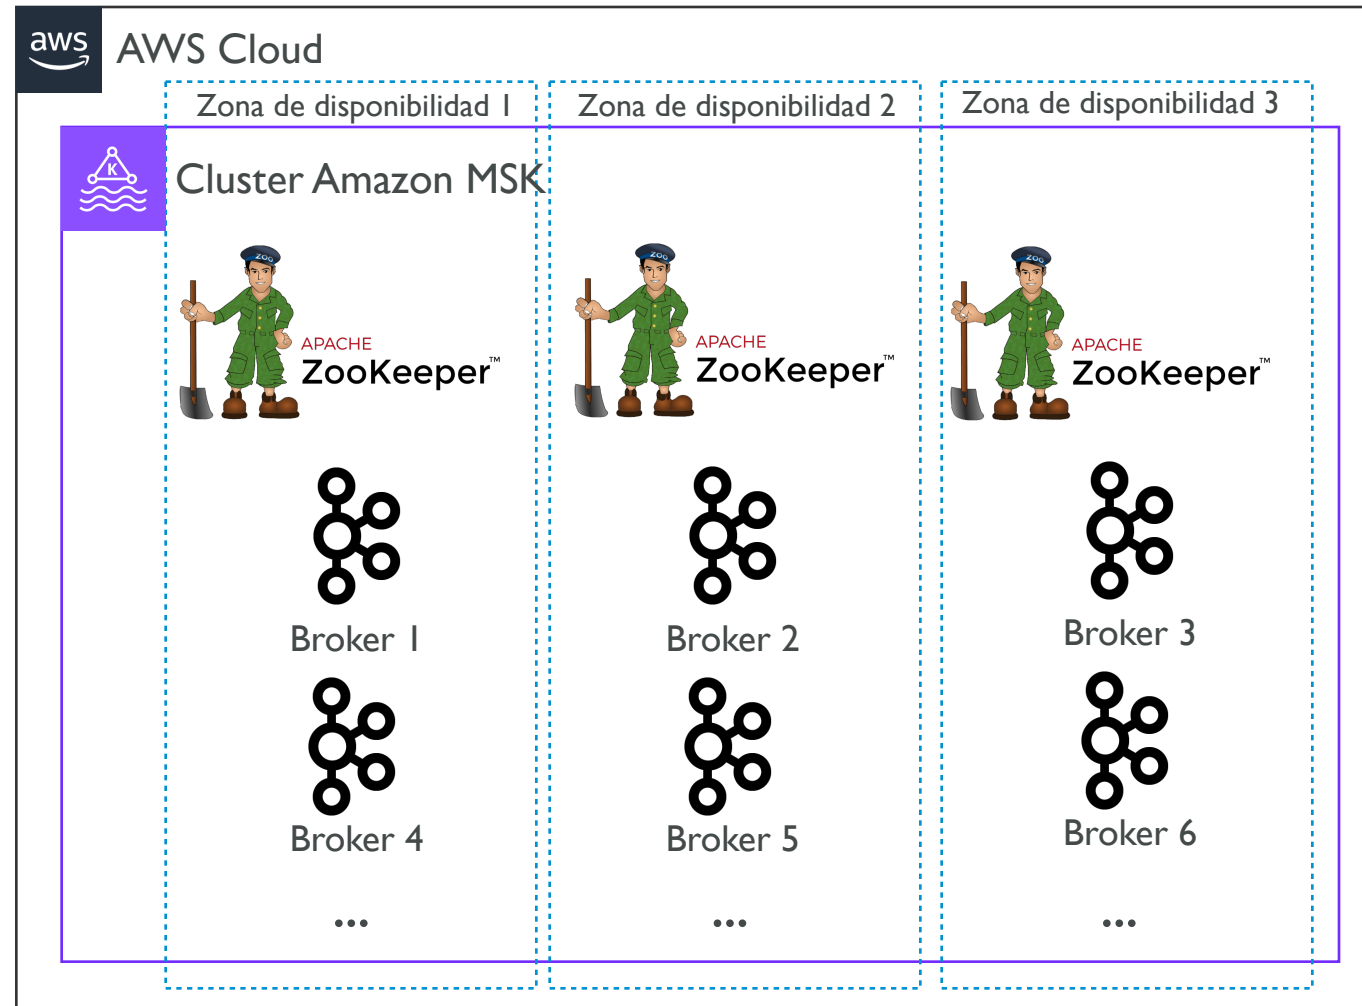 aws
AWS Cloud
Zona de disponibilidad 1
Zona de disponibilidad 2
Zona de disponibilidad 3
K
Cluster Amazon MSK
ZOO
APACHE
ZooKeeper™
ZOO
APACHE
ZooKeeper™
ZOO
APACHE
ZooKeeper™
Broker 1
Broker 2
Broker 3
Broker 4
Broker 5
Broker 6
...
...
...